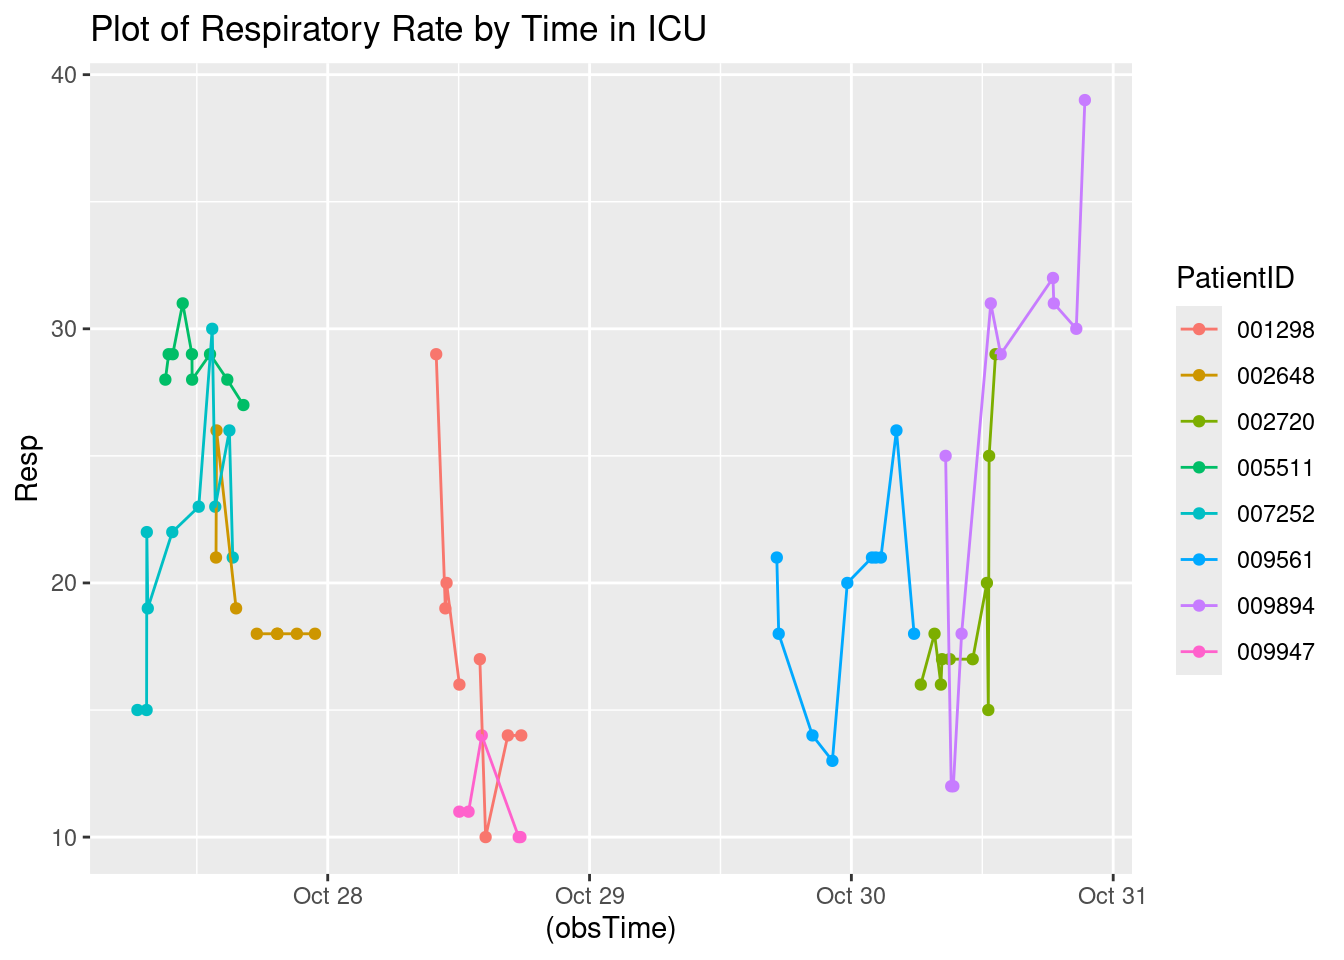 Plot of Respiratory Rate by Time in ICU
40
30
20
10
Resp
Oct 28
Oct 29
Oct 30
Oct 31
(obsTime)
PatientID
001298
002648
002720
005511
007252
009561
009894
009947